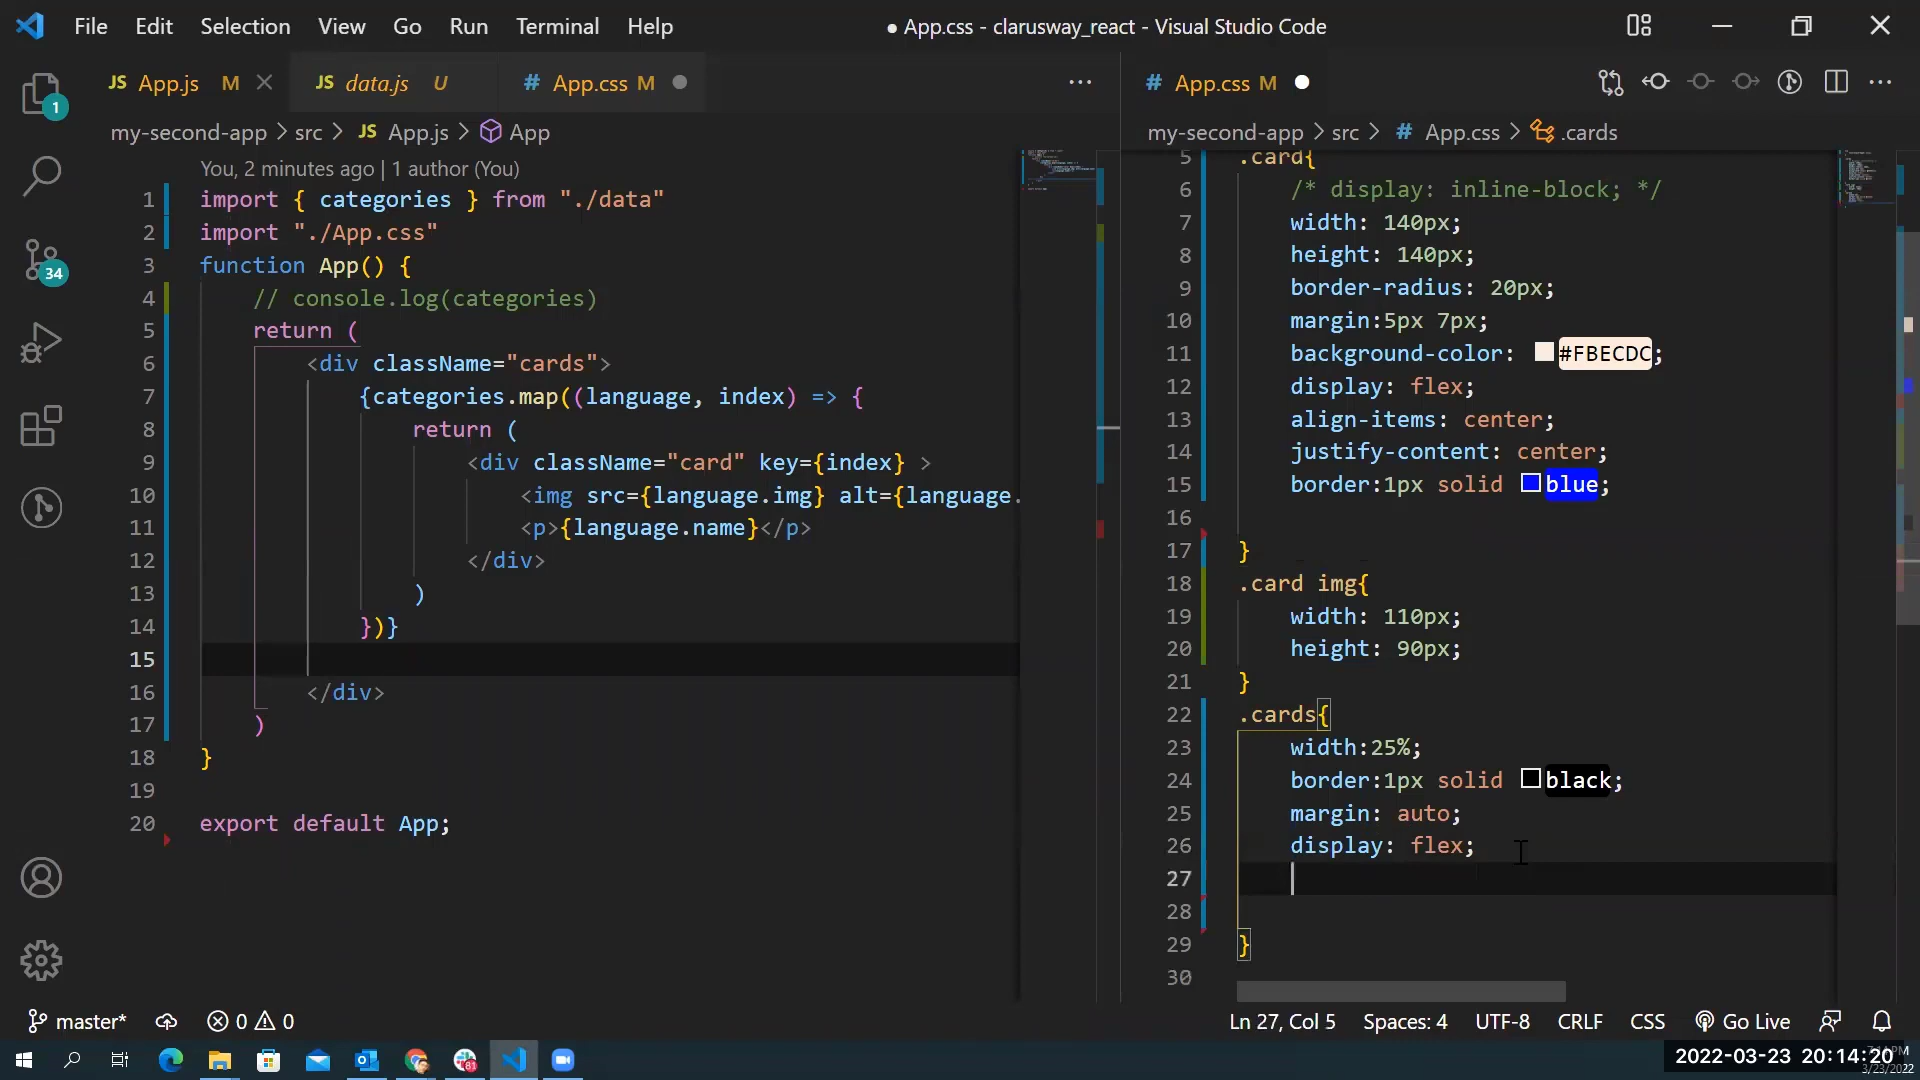 File Edit Selection View Go Run Terminal Help
● App.css - clarusway_react - Visual Studio Code
JS App.js M
JS data.js U
# App.css M
# App.css M
my-second-app > src > JS App.js > App
my-second-app > src > # App.css > .cards
You, 2 minutes ago | 1 author (You)
1 import { categories } from "./data"
2 import "./App.css"
3 function App() {
4 // console.log(categories)
5 return (
6 <div className="cards">
7 {categories.map((language, index) => {
8 return (
9 <div className="card" key={index} >
10 <img src={language.img} alt={language.
11 <p>{language.name}</p>
12 </div>
13 )
14 })}
15
16 </div>
17 )
18 }
19
20 export default App;
5 .card{
6 /* display: inline-block; */
7 width: 140px;
8 height: 140px;
9 border-radius: 20px;
10 margin:5px 7px;
11 background-color: #FBECDC;
12 display: flex;
13 align-items: center;
14 justify-content: center;
15 border:1px solid blue;
16
17 }
18 .card img{
19 width: 110px;
20 height: 90px;
21 }
22 .cards{
23 width:25%;
24 border:1px solid black;
25 margin: auto;
26 display: flex;
27
28
29 }
30
1
34
master* 0 0
Ln 27, Col 5 Spaces: 4 UTF-8 CRLF CSS Go Live
81
2022-03-23 20:14:20
3/23/2022